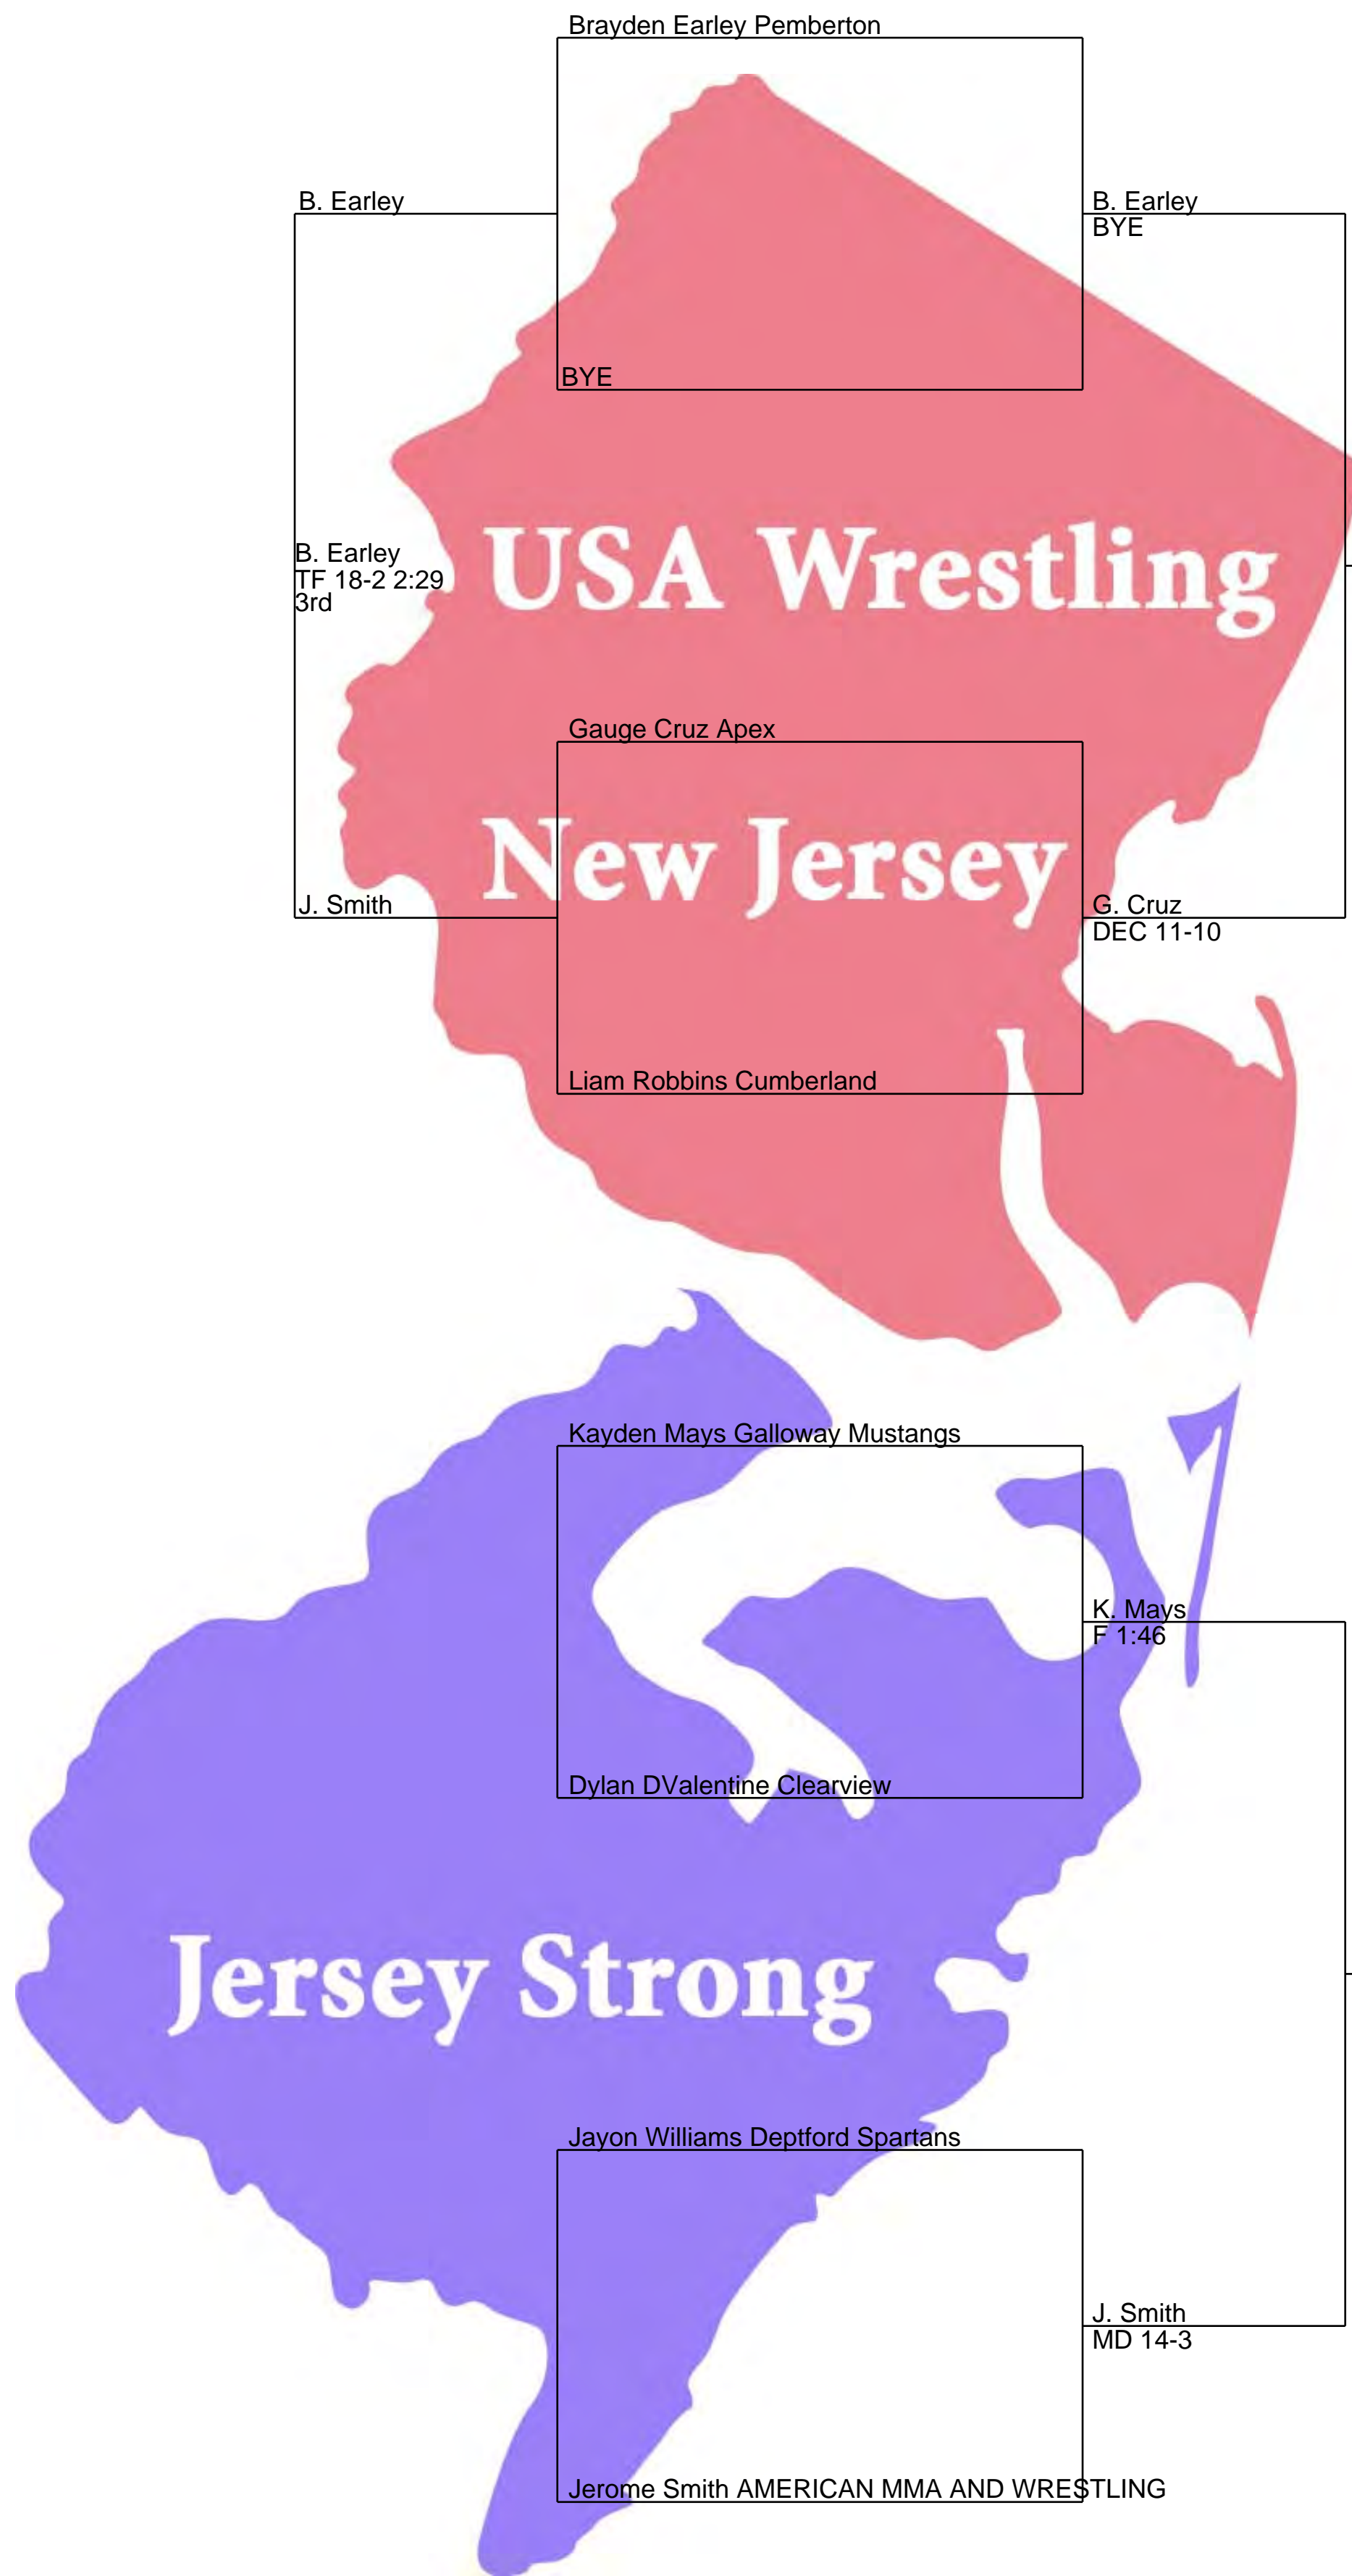 Brayden Earley Pemberton
B. Earley
B. Earley
BYE
BYE
USA Wrestling
B. Earley
TF 18-2 2:29
3rd
Gauge Cruz Apex
New Jersey
J. Smith
G. Cruz
DEC 11-10
Liam Robbins Cumberland
Kayden Mays Galloway Mustangs
K. Mays
F 1:46
Dylan DValentine Clearview
Jersey Strong
Jayon Williams Deptford Spartans
J. Smith
MD 14-3
Jerome Smith AMERICAN MMA AND WRESTLING